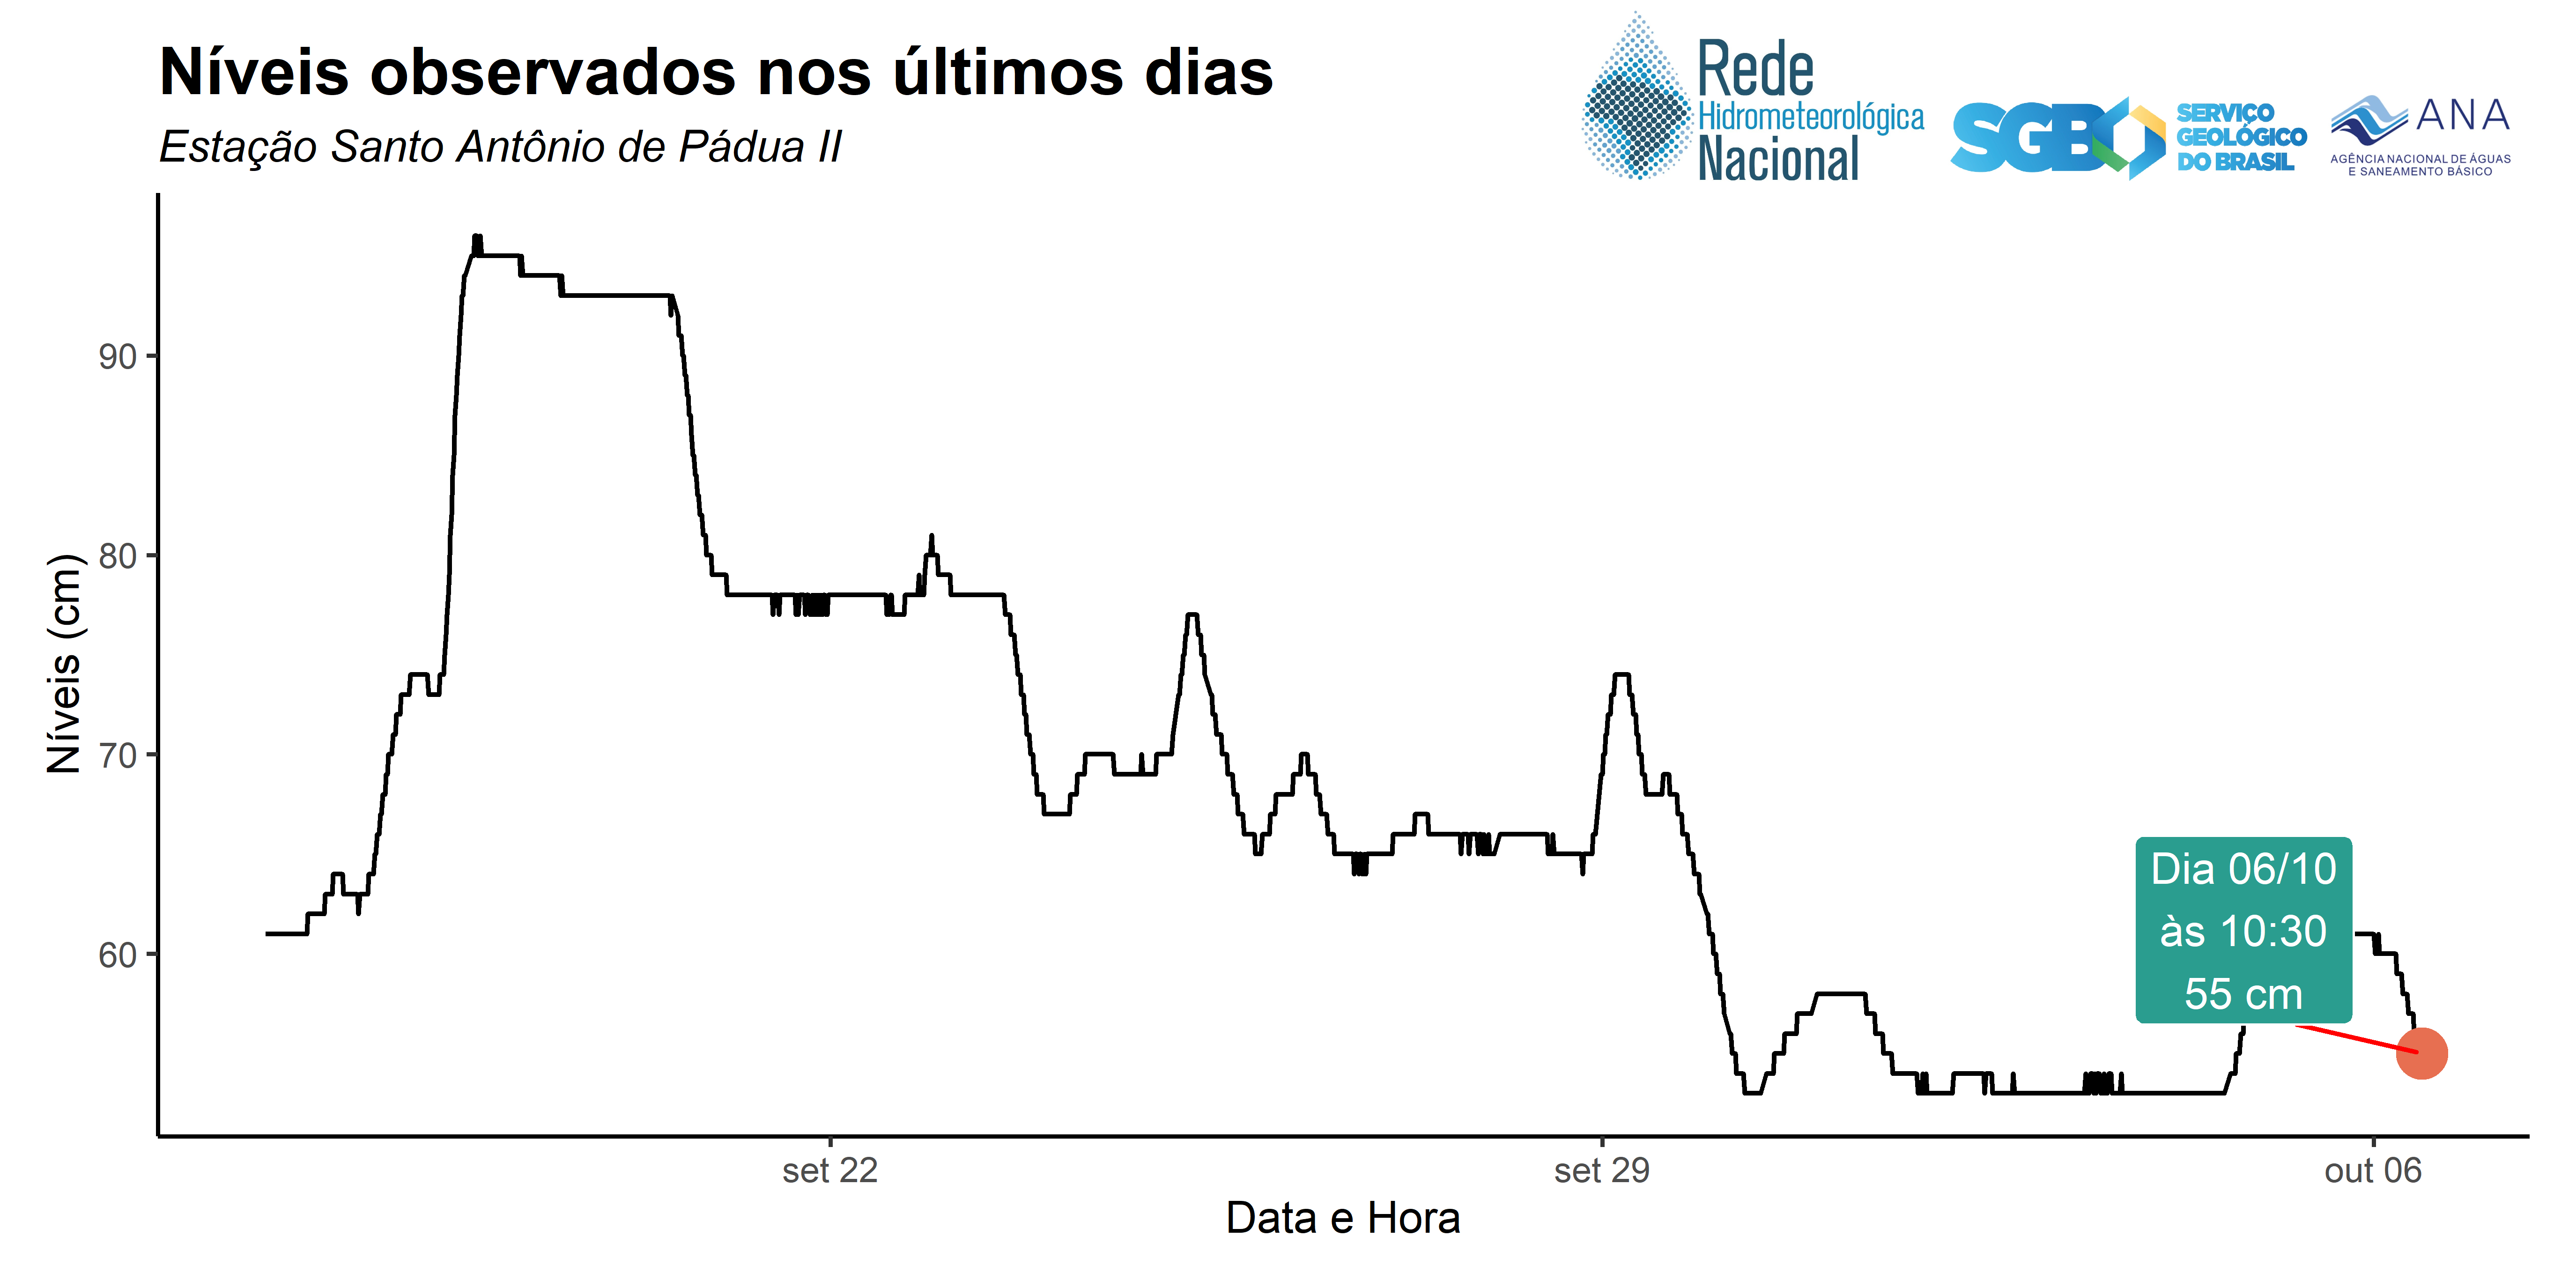 Níveis observados nos últimos dias
Estação Santo Antônio de Pádua II
Rede
Hidrometeorológica
Nacional
SGB
SERVIÇO
GEOLÓGICO
DO BRASIL
ANA
AGÊNCIA NACIONAL DE ÁGUAS
E SANEAMENTO BÁSICO
Níveis (cm)
90
80
70
60
Dia 06/10
às 10:30
55 cm
set 22
set 29
out 06
Data e Hora